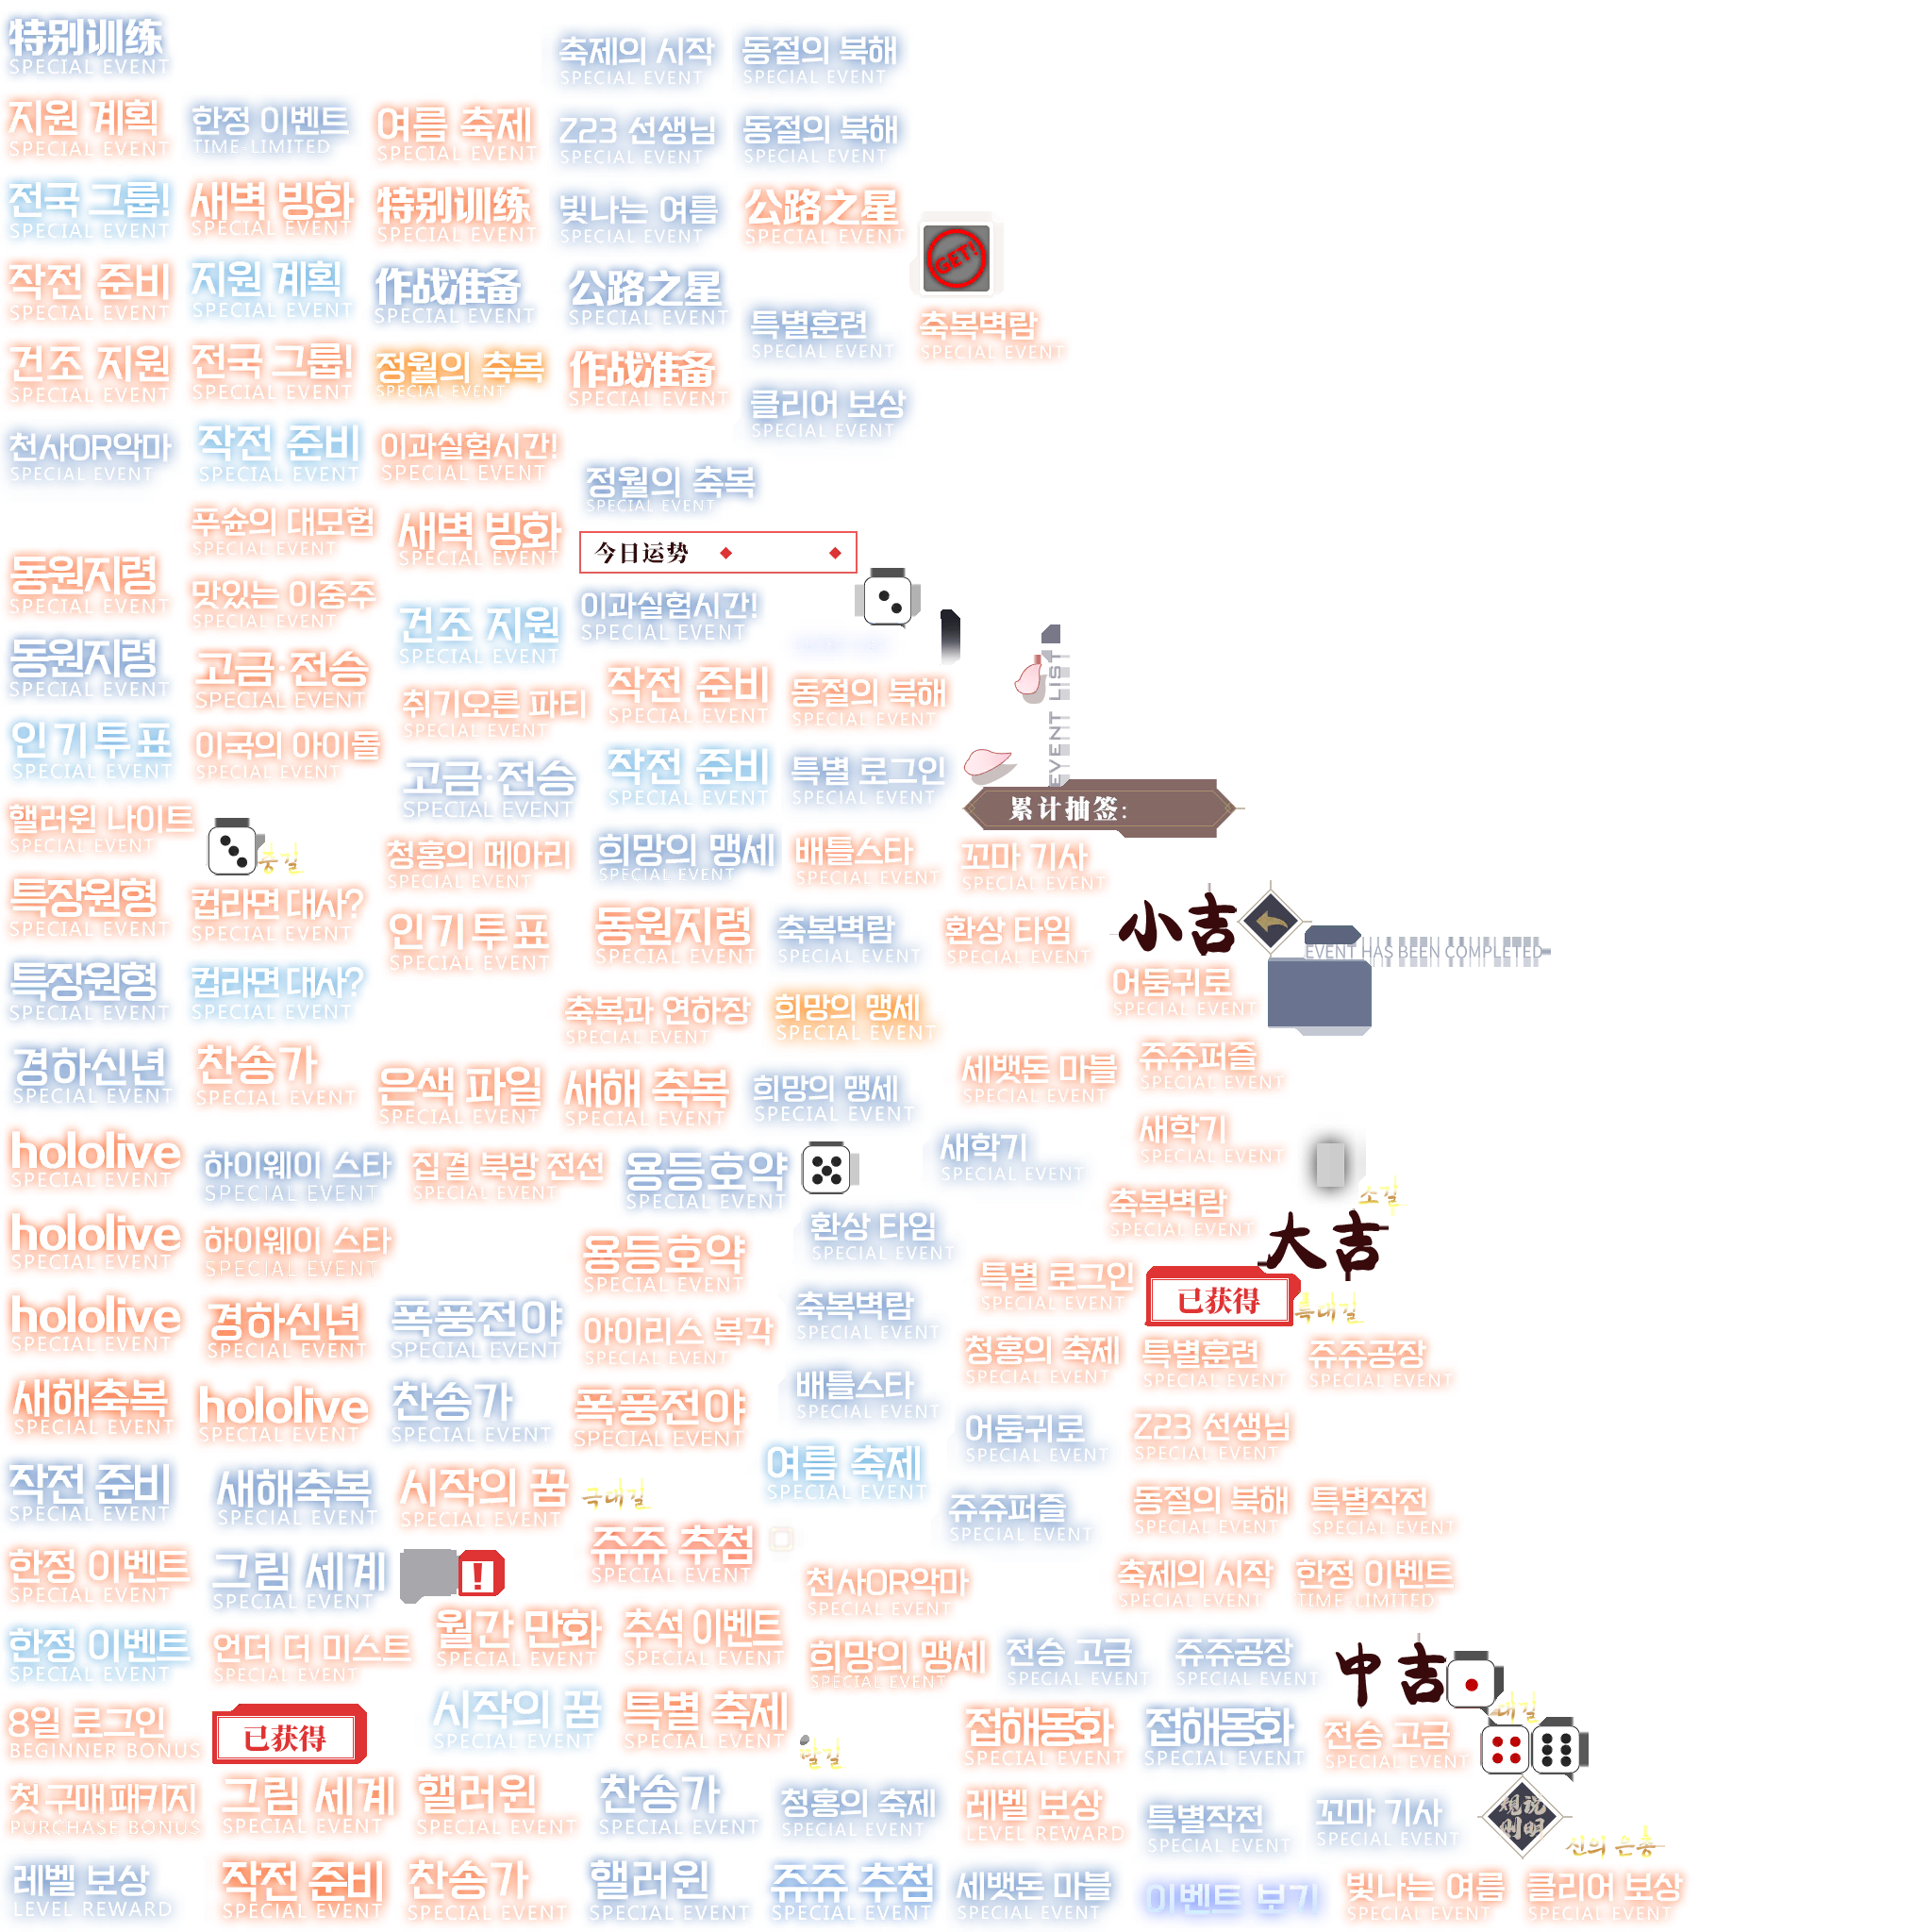 特别训练
SPECIAL EVENT
축제의 시작
SPECIAL EVENT
동절의 북해
SPECIAL EVENT
지원 계획
SPECIAL EVENT
한정 이벤트
TIME-LIMITED
여름 축제
SPECIAL EVENT
Z23 선생님
SPECIAL EVENT
동절의 북해
SPECIAL EVENT
전국 그룹!
SPECIAL EVENT
새벽 빙화
SPECIAL EVENT
特别训练
SPECIAL EVENT
빛나는 여름
SPECIAL EVENT
公路之星
SPECIAL EVENT
GET!
작전 준비
SPECIAL EVENT
지원 계획
SPECIAL EVENT
作战准备
SPECIAL EVENT
公路之星
SPECIAL EVENT
특별훈련
SPECIAL EVENT
축복벽람
SPECIAL EVENT
건조 지원
SPECIAL EVENT
전국 그룹!
SPECIAL EVENT
정월의 축복
SPECIAL EVENT
作战准备
SPECIAL EVENT
클리어 보상
SPECIAL EVENT
천사OR악마
SPECIAL EVENT
작전 준비
SPECIAL EVENT
이과실험시간!
SPECIAL EVENT
정월의 축복
SPECIAL EVENT
푸슌의 대모험
SPECIAL EVENT
새벽 빙화
SPECIAL EVENT
今日运势
동원지령
SPECIAL EVENT
맛있는 이중주
SPECIAL EVENT
건조 지원
SPECIAL EVENT
이과실험시간!
SPECIAL EVENT
동원지령
SPECIAL EVENT
고금·전승
SPECIAL EVENT
취기오른 파티
SPECIAL EVENT
작전 준비
SPECIAL EVENT
동절의 북해
SPECIAL EVENT
EVENT LIST
인기투표
SPECIAL EVENT
이국의 아이돌
SPECIAL EVENT
고금·전승
SPECIAL EVENT
작전 준비
SPECIAL EVENT
특별 로그인
SPECIAL EVENT
累计抽签:
핼러윈 나이트
SPECIAL EVENT
중길
청홍의 메아리
SPECIAL EVENT
희망의 맹세
SPECIAL EVENT
배틀스타
SPECIAL EVENT
꼬마 기사
SPECIAL EVENT
특장원형
SPECIAL EVENT
컵라면 대사?
SPECIAL EVENT
인기투표
SPECIAL EVENT
동원지령
SPECIAL EVENT
축복벽람
SPECIAL EVENT
환상 타임
SPECIAL EVENT
小吉
EVENT HAS BEEN COMPLETED
특장원형
SPECIAL EVENT
컵라면 대사?
SPECIAL EVENT
축복과 연하장
SPECIAL EVENT
희망의 맹세
SPECIAL EVENT
어둠귀로
SPECIAL EVENT
경하신년
SPECIAL EVENT
찬송가
SPECIAL EVENT
은색 파일
SPECIAL EVENT
새해 축복
SPECIAL EVENT
희망의 맹세
SPECIAL EVENT
세뱃돈 마블
SPECIAL EVENT
쥬쥬퍼즐
SPECIAL EVENT
hololive
SPECIAL EVENT
하이웨이 스타
SPECIAL EVENT
집결 북방 전선
SPECIAL EVENT
용등호약
SPECIAL EVENT
새학기
SPECIAL EVENT
새학기
SPECIAL EVENT
소길
hololive
SPECIAL EVENT
하이웨이 스타
SPECIAL EVENT
용등호약
SPECIAL EVENT
환상 타임
SPECIAL EVENT
축복벽람
SPECIAL EVENT
大吉
특별 로그인
SPECIAL EVENT
已获得
특대길
hololive
SPECIAL EVENT
경하신년
SPECIAL EVENT
폭풍전야
SPECIAL EVENT
아이리스 복각
SPECIAL EVENT
축복벽람
SPECIAL EVENT
청홍의 축제
SPECIAL EVENT
특별훈련
SPECIAL EVENT
쥬쥬공장
SPECIAL EVENT
새해축복
SPECIAL EVENT
hololive
SPECIAL EVENT
찬송가
SPECIAL EVENT
폭풍전야
SPECIAL EVENT
배틀스타
SPECIAL EVENT
어둠귀로
SPECIAL EVENT
Z23 선생님
SPECIAL EVENT
작전 준비
SPECIAL EVENT
새해축복
SPECIAL EVENT
시작의 꿈
SPECIAL EVENT
극대길
여름 축제
SPECIAL EVENT
쥬쥬퍼즐
SPECIAL EVENT
동절의 북해
SPECIAL EVENT
특별작전
SPECIAL EVENT
한정 이벤트
SPECIAL EVENT
그림 세계
SPECIAL EVENT
!
쥬쥬 추첨
SPECIAL EVENT
천사OR악마
SPECIAL EVENT
축제의 시작
SPECIAL EVENT
한정 이벤트
TIME-LIMITED
한정 이벤트
SPECIAL EVENT
언더 더 미스트
SPECIAL EVENT
월간 만화
SPECIAL EVENT
추석 이벤트
SPECIAL EVENT
희망의 맹세
SPECIAL EVENT
전승 고금
SPECIAL EVENT
쥬쥬공장
SPECIAL EVENT
中吉
대길
8일 로그인
BEGINNER BONUS
已获得
시작의 꿈
SPECIAL EVENT
특별 축제
SPECIAL EVENT
말길
접해몽화
SPECIAL EVENT
접해몽화
SPECIAL EVENT
전승 고금
SPECIAL EVENT
첫 구매 패키지
PURCHASE BONUS
그림 세계
SPECIAL EVENT
핼러윈
SPECIAL EVENT
찬송가
SPECIAL EVENT
청홍의 축제
SPECIAL EVENT
레벨 보상
LEVEL REWARD
특별작전
SPECIAL EVENT
꼬마 기사
SPECIAL EVENT
规则说明
신의 은총
레벨 보상
LEVEL REWARD
작전 준비
SPECIAL EVENT
찬송가
SPECIAL EVENT
핼러윈
SPECIAL EVENT
쥬쥬 추첨
SPECIAL EVENT
세뱃돈 마블
SPECIAL EVENT
이벤트 보기
빛나는 여름
SPECIAL EVENT
클리어 보상
SPECIAL EVENT